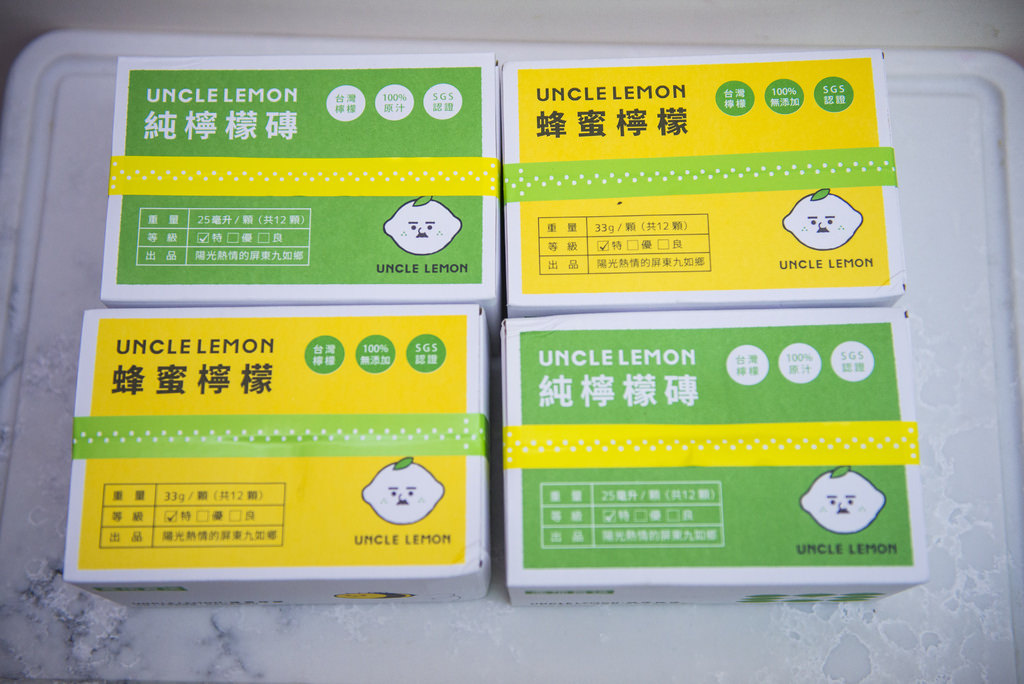 UNCLE LEMON
純檸檬磚
台灣
檸檬
100%
原汁
SGS
認證
重量 25毫升/顆(共12顆)
等級 ☑特□優□良
出品 陽光熱情的屏東九如鄉
UNCLE LEMON
UNCLE LEMON
蜂蜜檸檬
台灣
檸檬
100%
無添加
SGS
認證
重量 33g/顆(共12顆)
等級 ☑特□優□良
出品 陽光熱情的屏東九如鄉
UNCLE LEMON
UNCLE LEMON
蜂蜜檸檬
台灣
檸檬
100%
無添加
SGS
認證
重量 33g/顆(共12顆)
等級 ☑特□優□良
出品 陽光熱情的屏東九如鄉
UNCLE LEMON
UNCLE LEMON
純檸檬磚
台灣
檸檬
100%
原汁
SGS
認證
重量 25毫升/顆(共12顆)
等級 ☑特□優□良
出品 陽光熱情的屏東九如鄉
UNCLE LEMON